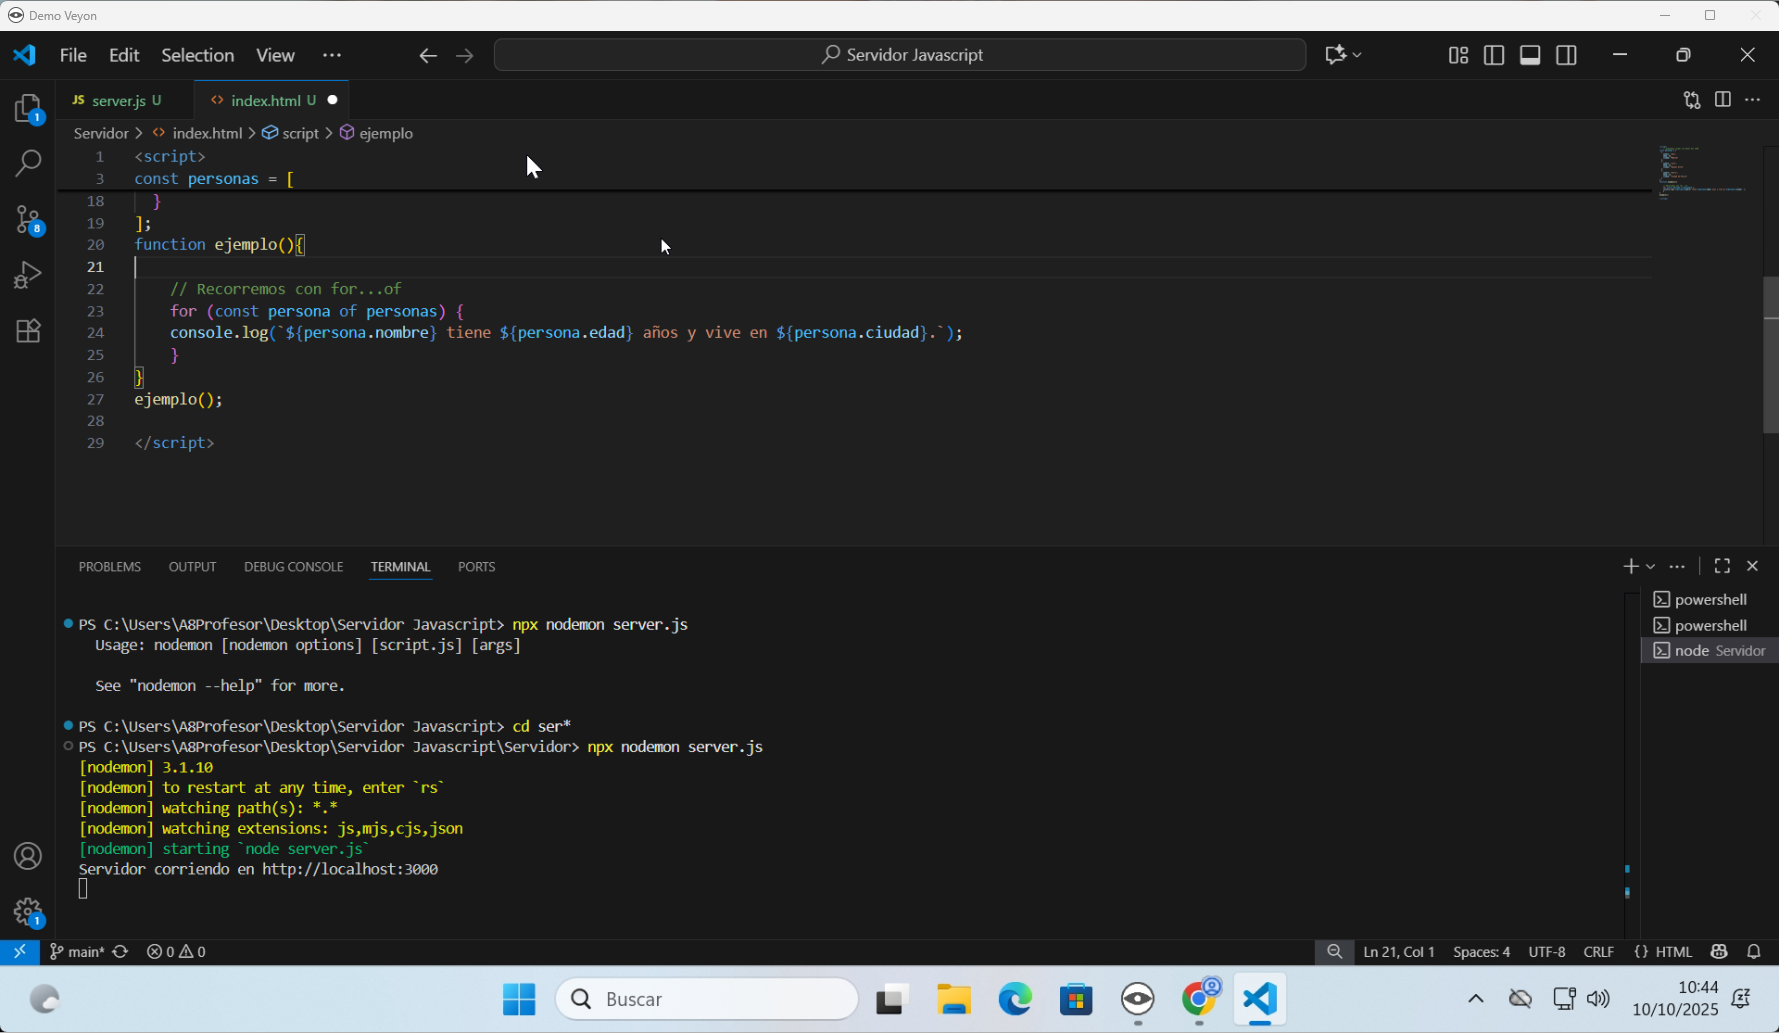 Demo Veyon
File Edit Selection View ···
Servidor Javascript
JS server.js U
<> index.html U
Servidor > <> index.html > script > ejemplo
1 <script>
3 const personas = [
18 }
19 ];
20 function ejemplo(){
21
22 // Recorremos con for...of
23 for (const persona of personas) {
24 console.log(`${persona.nombre} tiene ${persona.edad} años y vive en ${persona.ciudad}.`);
25 }
26 }
27 ejemplo();
28
29 </script>
PROBLEMS OUTPUT DEBUG CONSOLE TERMINAL PORTS
powershell
powershell
node Servidor
PS C:\Users\A8Profesor\Desktop\Servidor Javascript> npx nodemon server.js
Usage: nodemon [nodemon options] [script.js] [args]
See "nodemon --help" for more.
PS C:\Users\A8Profesor\Desktop\Servidor Javascript> cd ser*
PS C:\Users\A8Profesor\Desktop\Servidor Javascript\Servidor> npx nodemon server.js
[nodemon] 3.1.10
[nodemon] to restart at any time, enter `rs`
[nodemon] watching path(s): *.*
[nodemon] watching extensions: js,mjs,cjs,json
[nodemon] starting `node server.js`
Servidor corriendo en http://localhost:3000
1
8
1
main* 0 0
Ln 21, Col 1 Spaces: 4 UTF-8 CRLF {} HTML
Buscar
10:44
10/10/2025